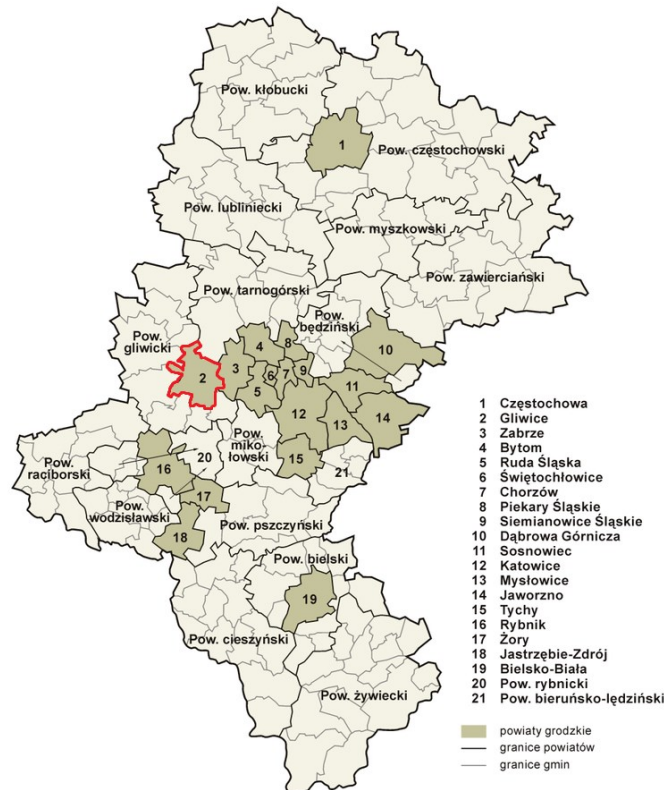 Pow. kłobucki
1
Pow. częstochowski
Pow. lubliniecki
Pow. myszkowski
Pow. zawierciański
Pow. tarnogórski
Pow.
będziński
Pow.
gliwicki
10
8
4
3
2
7
9
6
5
11
12
13
14
Pow.
miko-
łowski
15
21
20
Pow.
raciborski
16
17
Pow.
wodzisławski
18
Pow. pszczyński
Pow. bielski
19
Pow. cieszyński
Pow. żywiecki
1 Częstochowa
2 Gliwice
3 Zabrze
4 Bytom
5 Ruda Śląska
6 Świętochłowice
7 Chorzów
8 Piekary Śląskie
9 Siemianowice Śląskie
10 Dąbrowa Górnicza
11 Sosnowiec
12 Katowice
13 Mysłowice
14 Jaworzno
15 Tychy
16 Rybnik
17 Żory
18 Jastrzębie-Zdrój
19 Bielsko-Biała
20 Pow. rybnicki
21 Pow. bieruńsko-lędziński
powiaty grodzkie
granice powiatów
granice gmin